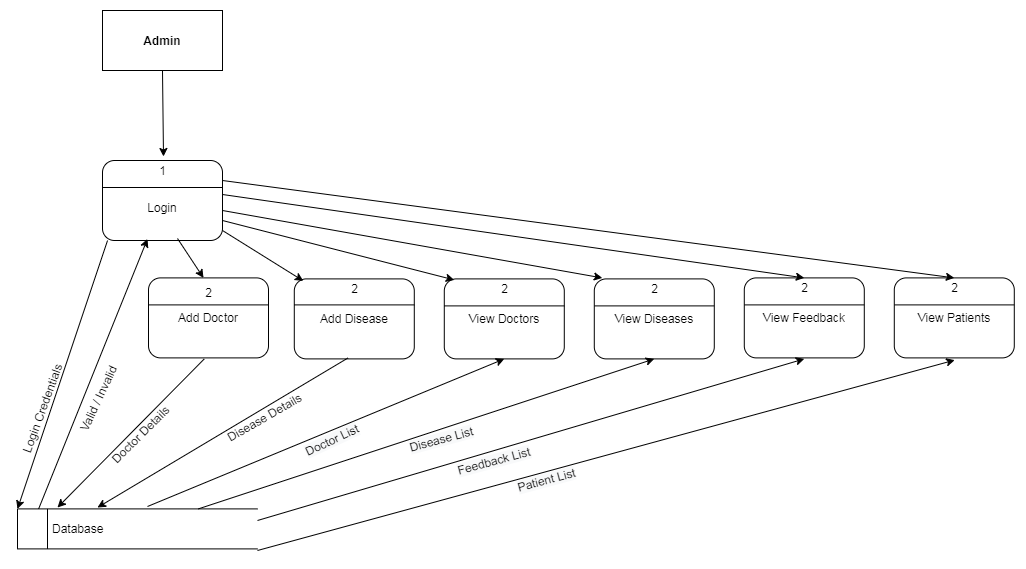 Admin
1
Login
2
Add Doctor
2
Add Disease
2
View Doctors
2
View Diseases
2
View Feedback
2
View Patients
Login Credentials
Valid / Invalid
Doctor Details
Disease Details
Doctor List
Disease List
Feedback List
Patient List
Database